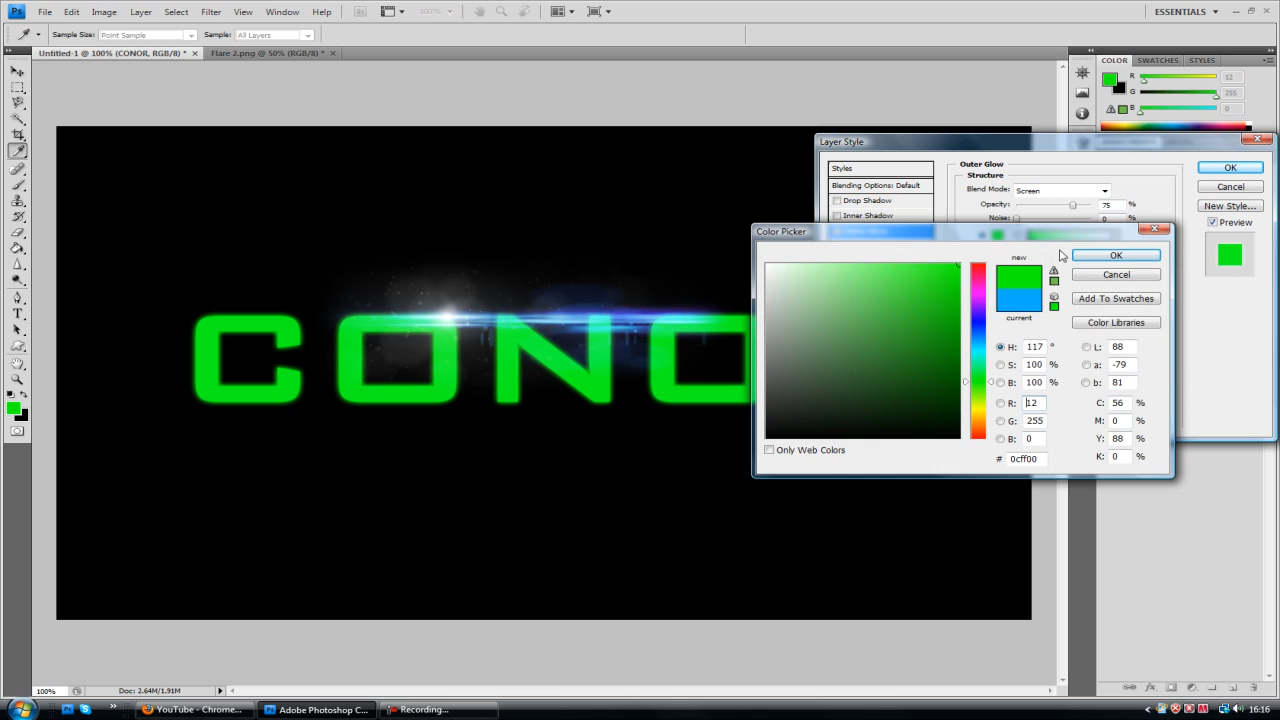 Ps File Edit Image Layer Select Filter View Window Help 100% ESSENTIALS
Sample Size: Point Sample Sample: All Layers
Untitled-1 @ 100% (CONOR, RGB/8) * × Flare 2.png @ 50% (RGB/8) * ×
COLOR SWATCHES STYLES
R 12
G 255
B 0
Layer Style
Styles
Blending Options: Default
Drop Shadow
Inner Shadow
Outer Glow
Structure
Blend Mode: Screen
Opacity: 75 %
Noise: 0 %
OK
Cancel
New Style...
Preview
Color Picker
new
current
OK
Cancel
Add To Swatches
Color Libraries
H: 117 °
S: 100 %
B: 100 %
R: 12
G: 255
B: 0
# 0cff00
L: 88
a: -79
b: 81
C: 56 %
M: 0 %
Y: 88 %
K: 0 %
Only Web Colors
CONO
T
100% Doc: 2.64M/1.91M
YouTube - Chrome... Adobe Photoshop C... Recording... 16:16